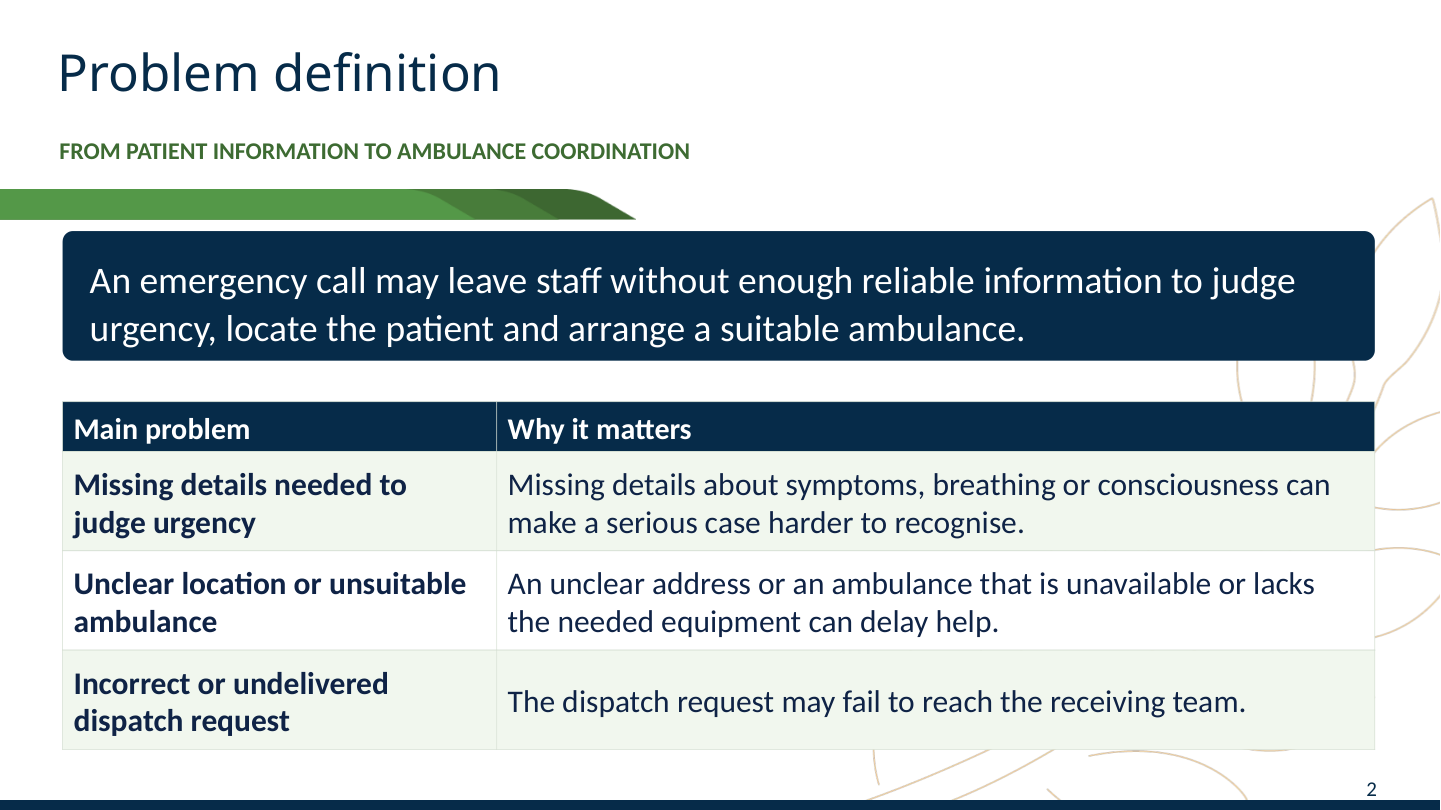 Problem definition
FROM PATIENT INFORMATION TO AMBULANCE COORDINATION
An emergency call may leave staff without enough reliable information to judge
urgency, locate the patient and arrange a suitable ambulance.
Main problem
Why it matters
Missing details needed to
judge urgency
Missing details about symptoms, breathing or consciousness can
make a serious case harder to recognise.
Unclear location or unsuitable
ambulance
An unclear address or an ambulance that is unavailable or lacks
the needed equipment can delay help.
Incorrect or undelivered
dispatch request
The dispatch request may fail to reach the receiving team.
2